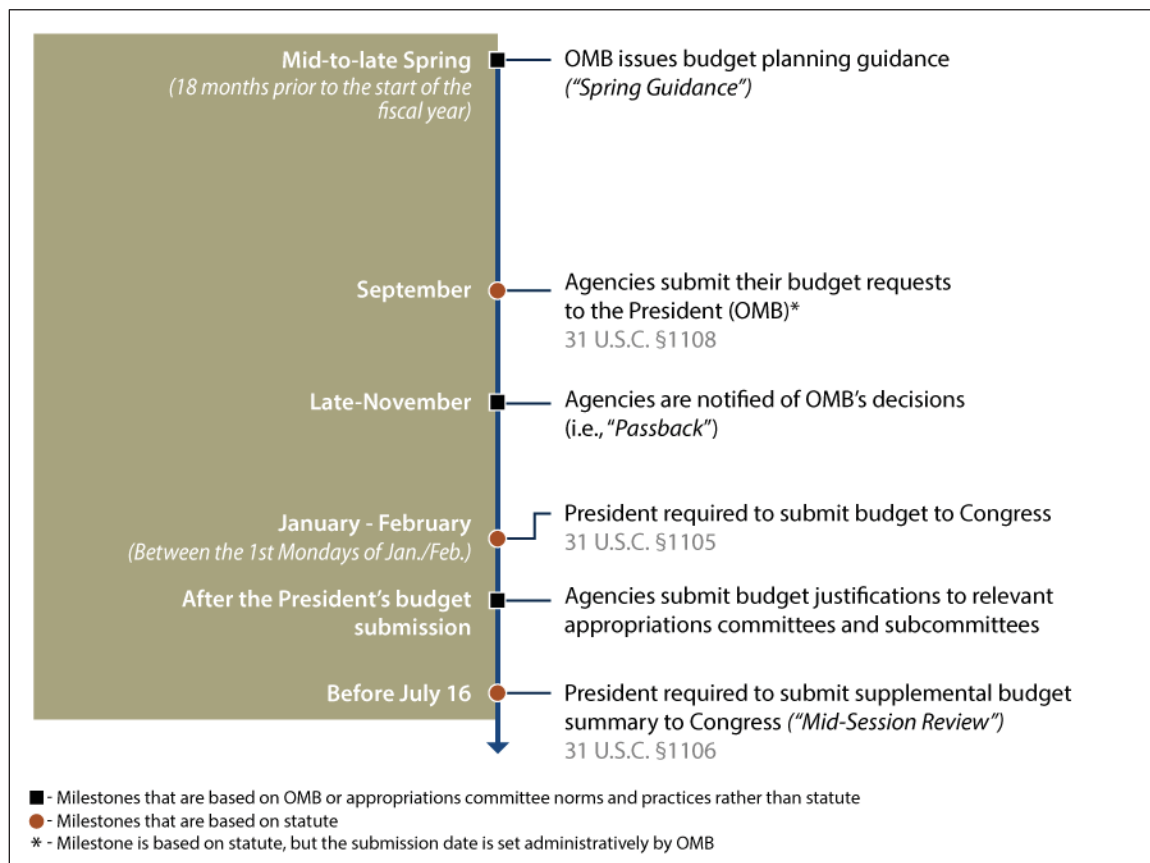 Mid-to-late Spring
(18 months prior to the start of the
fiscal year)
OMB issues budget planning guidance
(“Spring Guidance”)
September
Agencies submit their budget requests
to the President (OMB)*
31 U.S.C. §1108
Late-November
Agencies are notified of OMB’s decisions
(i.e., “Passback”)
January - February
(Between the 1st Mondays of Jan./Feb.)
President required to submit budget to Congress
31 U.S.C. §1105
After the President’s budget
submission
Agencies submit budget justifications to relevant
appropriations committees and subcommittees
Before July 16
President required to submit supplemental budget
summary to Congress (“Mid-Session Review”)
31 U.S.C. §1106
- Milestones that are based on OMB or appropriations committee norms and practices rather than statute
- Milestones that are based on statute
* - Milestone is based on statute, but the submission date is set administratively by OMB